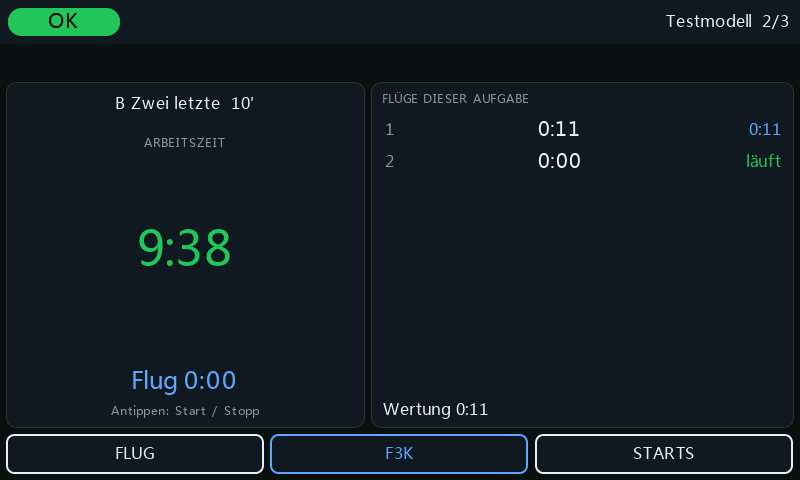 OK
Testmodell 2/3
B Zwei letzte 10'
ARBEITSZEIT
9:38
Flug 0:00
Antippen: Start / Stopp
FLÜGE DIESER AUFGABE
1 0:11 0:11
2 0:00 läuft
Wertung 0:11
FLUG
F3K
STARTS